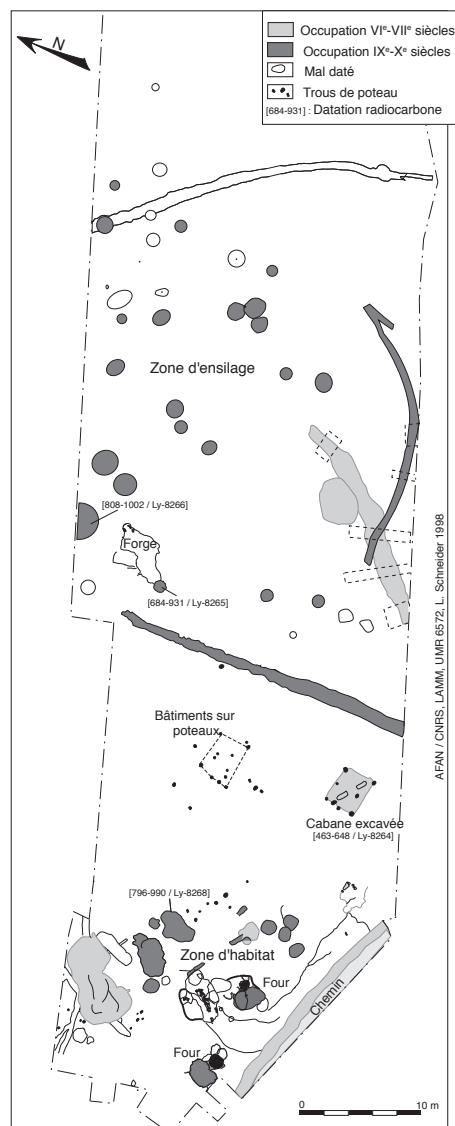 N
Occupation VIe-VIIe siècles
Occupation IXe-Xe siècles
Mal daté
Trous de poteau
[684-931] : Datation radiocarbone
Zone d'ensilage
[808-1002 / Ly-8266]
Forge
[684-931 / Ly-8265]
AFAN / CNRS, LAMM, UMR 6572, L. Schneider 1998
Bâtiments sur
poteaux
Cabane excavée
[463-648 / Ly-8264]
[796-990 / Ly-8268]
Zone d'habitat
Four
Chemin
Four
0 10 m